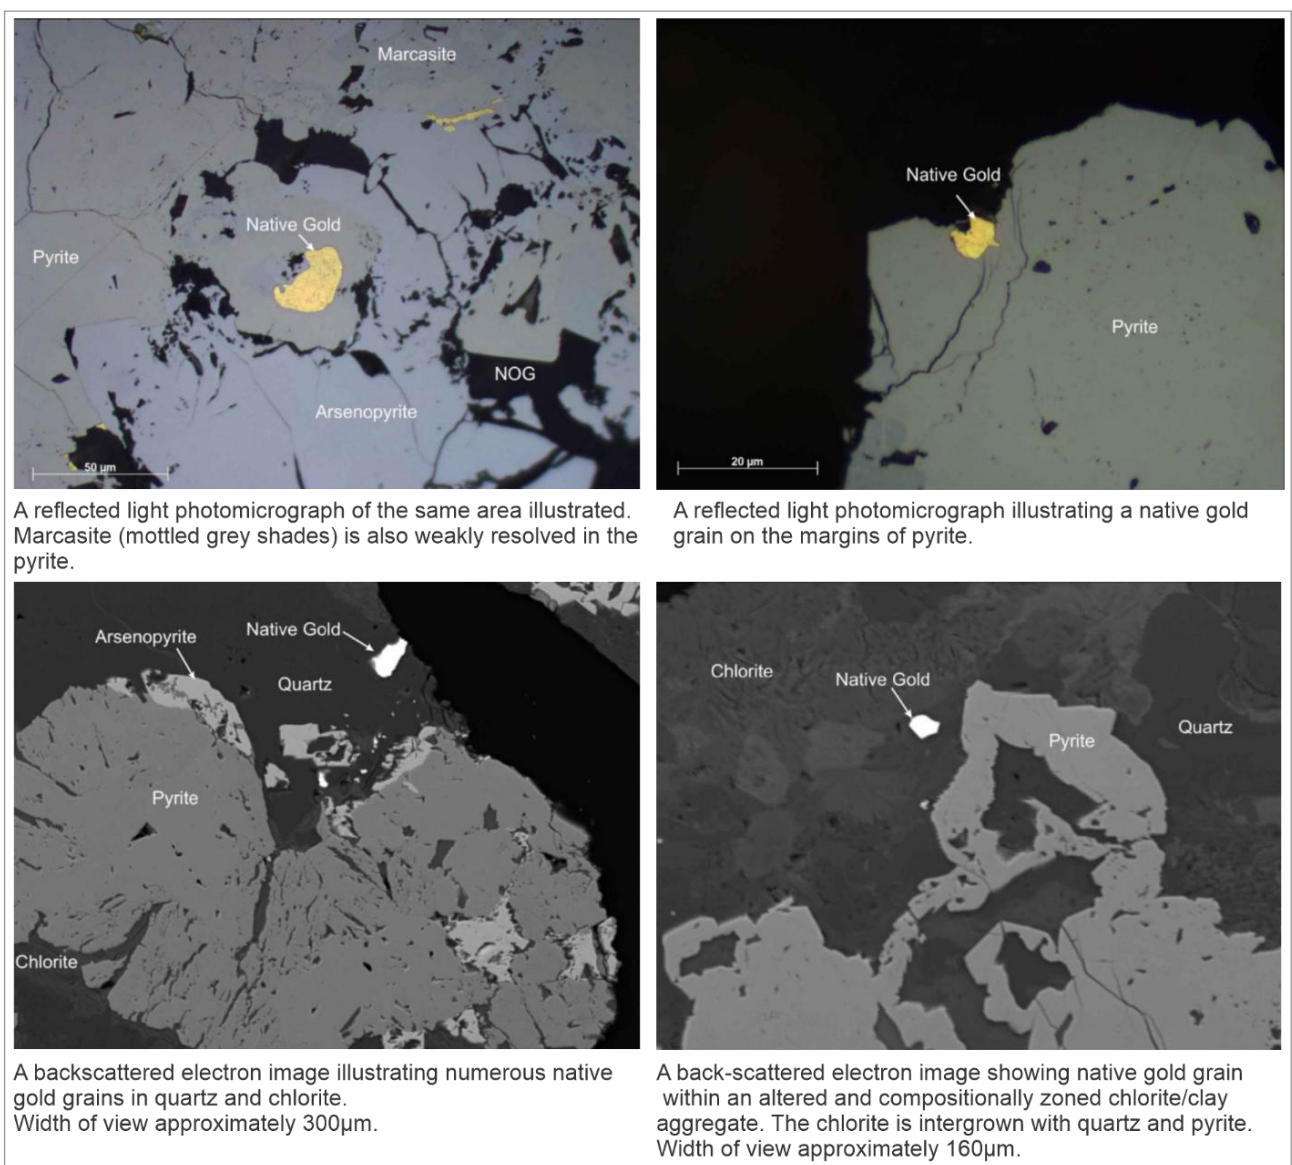 Marcasite
Native Gold
Pyrite
NOG
Arsenopyrite
50 µm
Native Gold
Pyrite
20 µm
A reflected light photomicrograph of the same area illustrated.
Marcasite (mottled grey shades) is also weakly resolved in the
pyrite.
A reflected light photomicrograph illustrating a native gold
grain on the margins of pyrite.
Arsenopyrite
Native Gold
Quartz
Pyrite
Chlorite
Chlorite
Native Gold
Quartz
Pyrite
A backscattered electron image illustrating numerous native
gold grains in quartz and chlorite.
Width of view approximately 300µm.
A back-scattered electron image showing native gold grain
within an altered and compositionally zoned chlorite/clay
aggregate. The chlorite is intergrown with quartz and pyrite.
Width of view approximately 160µm.